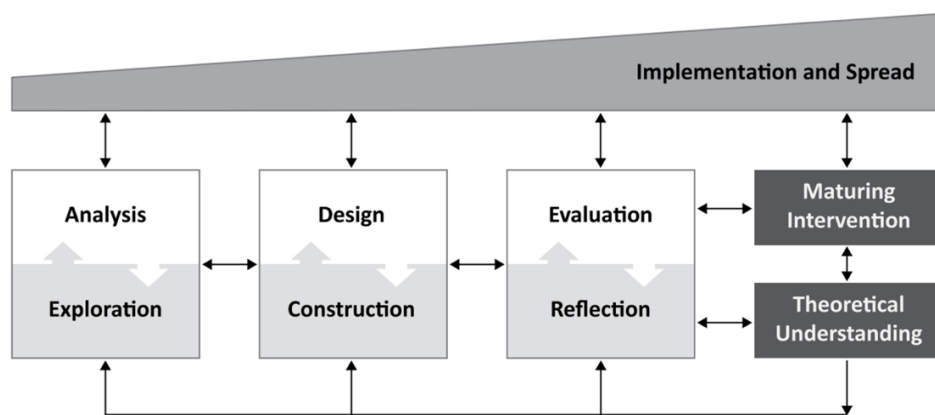 Implementation and Spread
Analysis
Exploration
Design
Construction
Evaluation
Reflection
Maturing
Intervention
Theoretical
Understanding